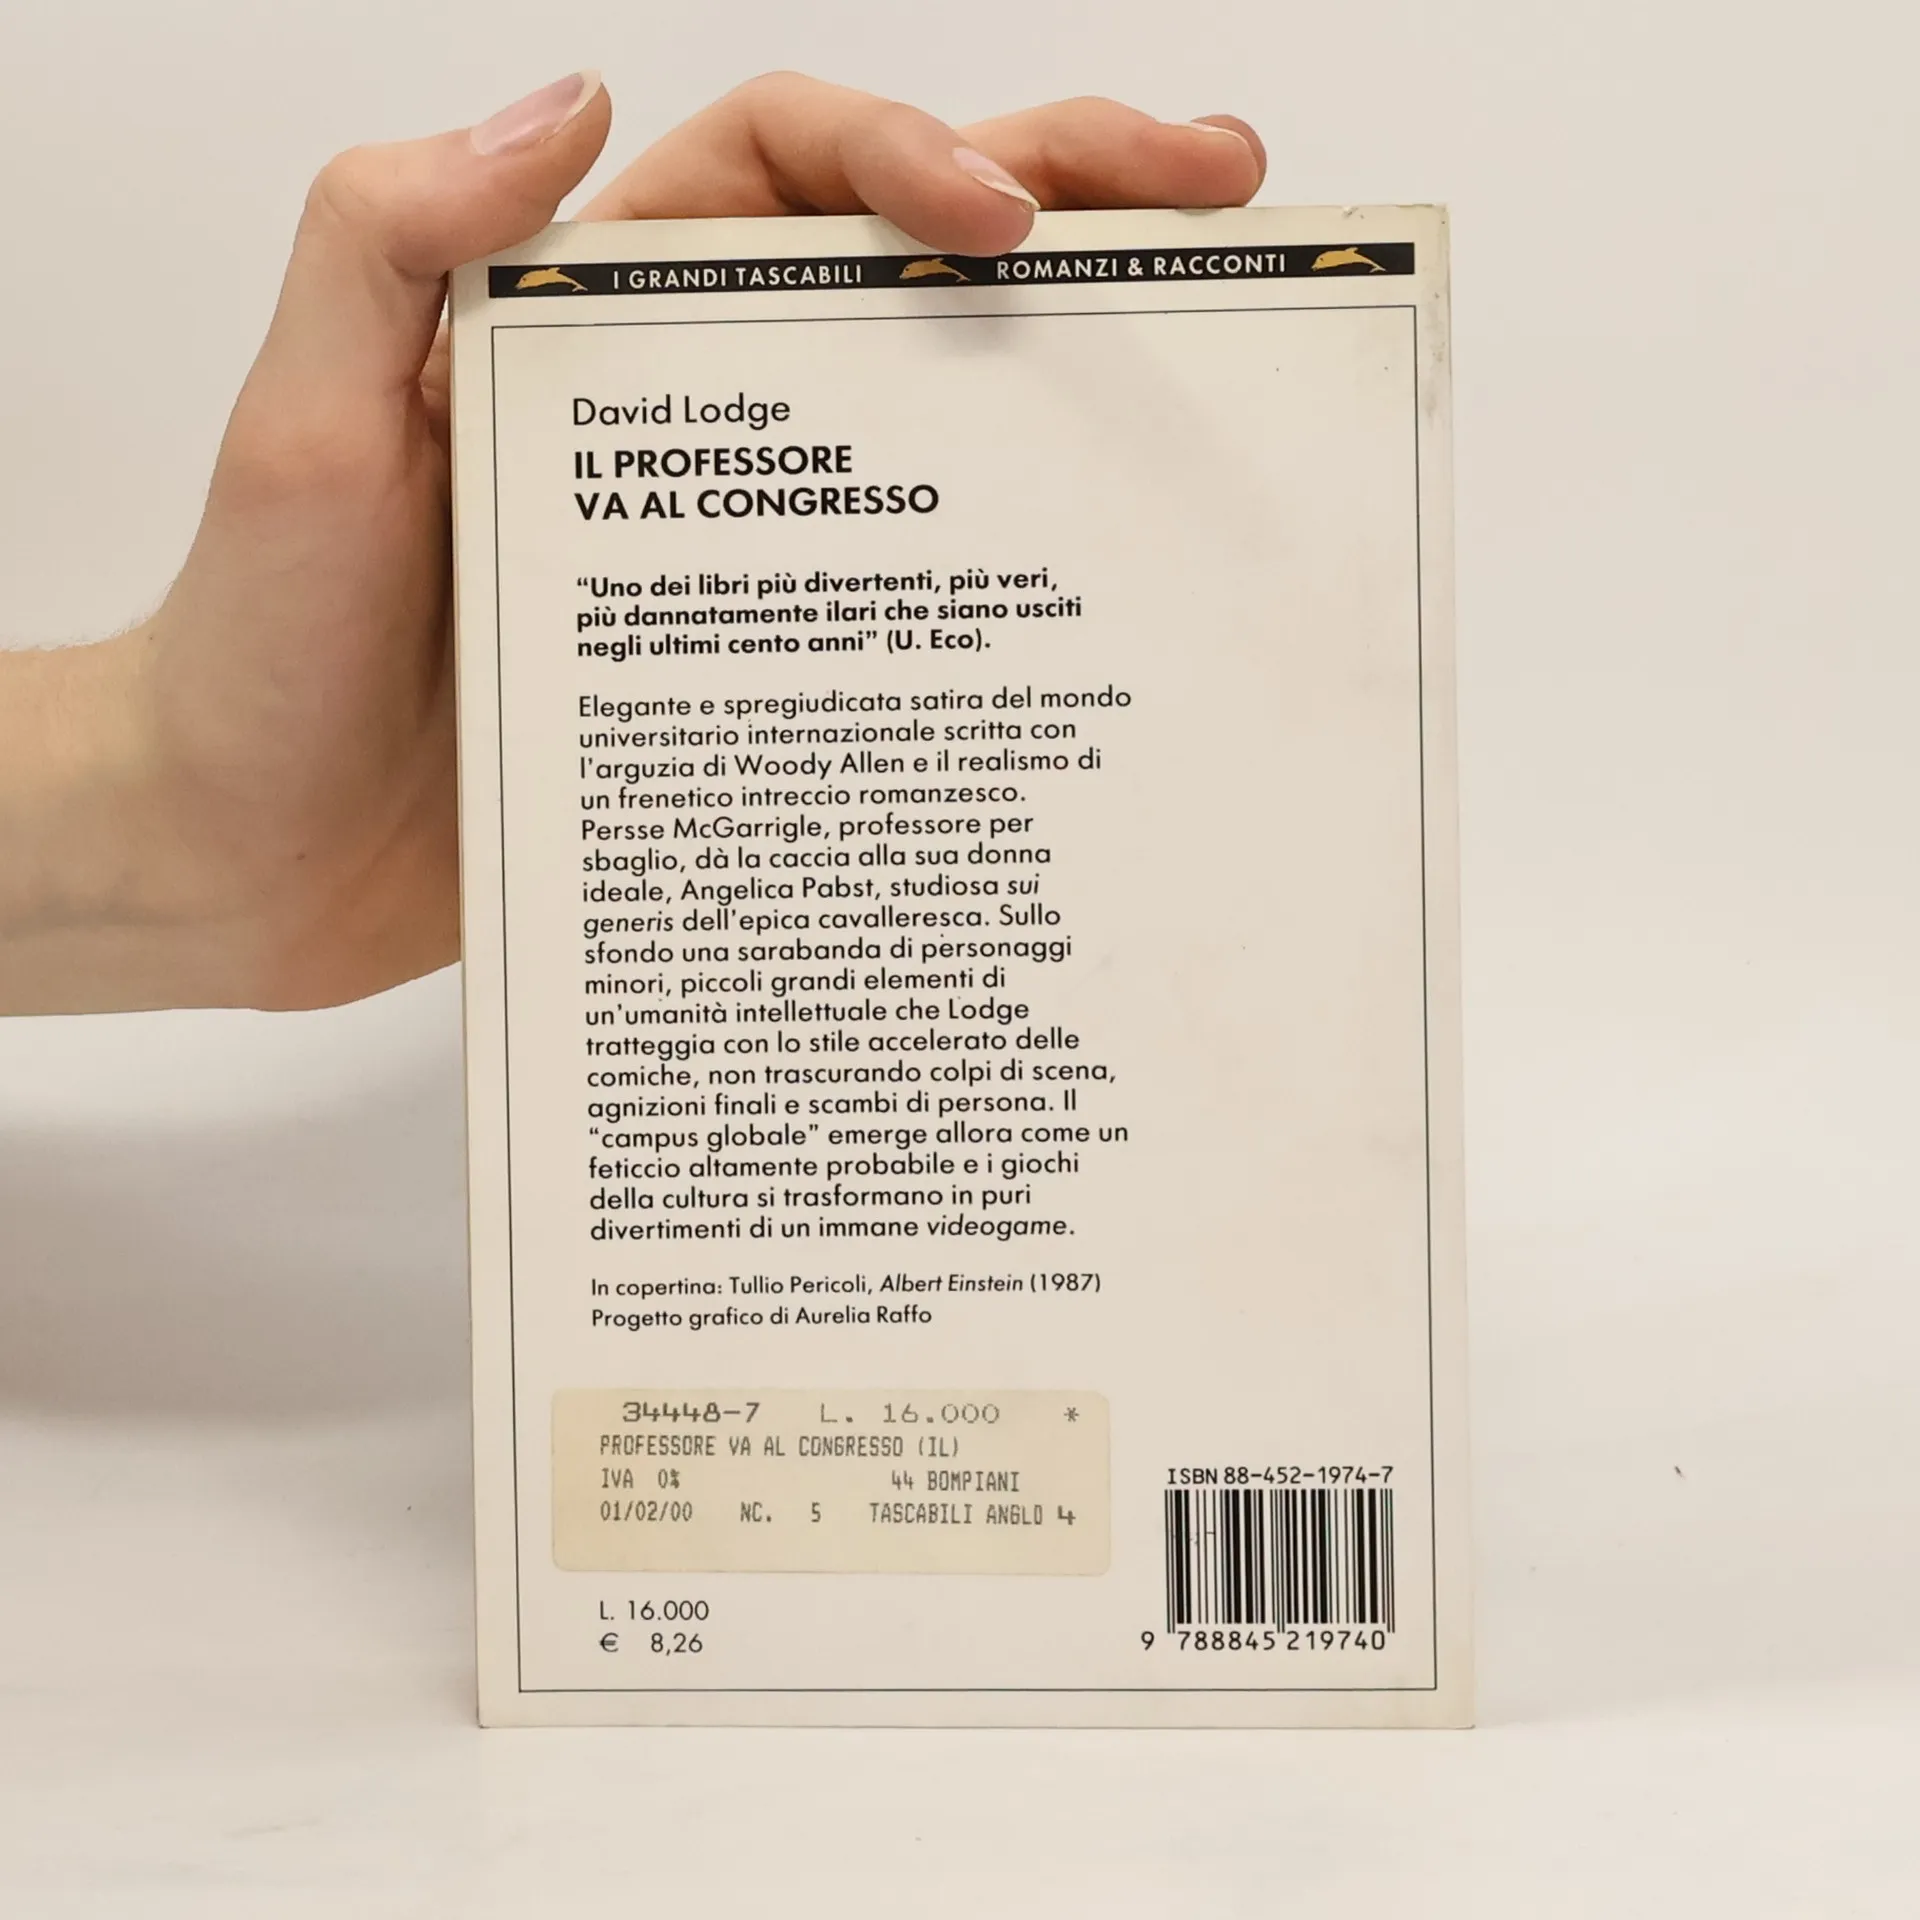 I GRANDI TASCABILI ROMANZI & RACCONTI
David Lodge
IL PROFESSORE
VA AL CONGRESSO
“Uno dei libri più divertenti, più veri,
più dannatamente ilari che siano usciti
negli ultimi cento anni” (U. Eco).
Elegante e spregiudicata satira del mondo
universitario internazionale scritta con
l'arguzia di Woody Allen e il realismo di
un frenetico intreccio romanzesco.
Persse McGarrigle, professore per
sbaglio, dà la caccia alla sua donna
ideale, Angelica Pabst, studiosa sui
generis dell'epica cavalleresca. Sullo
sfondo una sarabanda di personaggi
minori, piccoli grandi elementi di
un'umanità intellettuale che Lodge
tratteggia con lo stile accelerato delle
comiche, non trascurando colpi di scena,
agnizioni finali e scambi di persona. Il
“campus globale” emerge allora come un
feticcio altamente probabile e i giochi
della cultura si trasformano in puri
divertimenti di un immane videogame.
In copertina: Tullio Pericoli, Albert Einstein (1987)
Progetto grafico di Aurelia Raffo
34448-7 L. 16.000 *
PROFESSORE VA AL CONGRESSO (IL)
IVA 0% 44 BOMPIANI
01/02/00 NC. 5 TASCABILI ANGLO 4
L. 16.000
€ 8,26
ISBN 88-452-1974-7
9 788845 219740